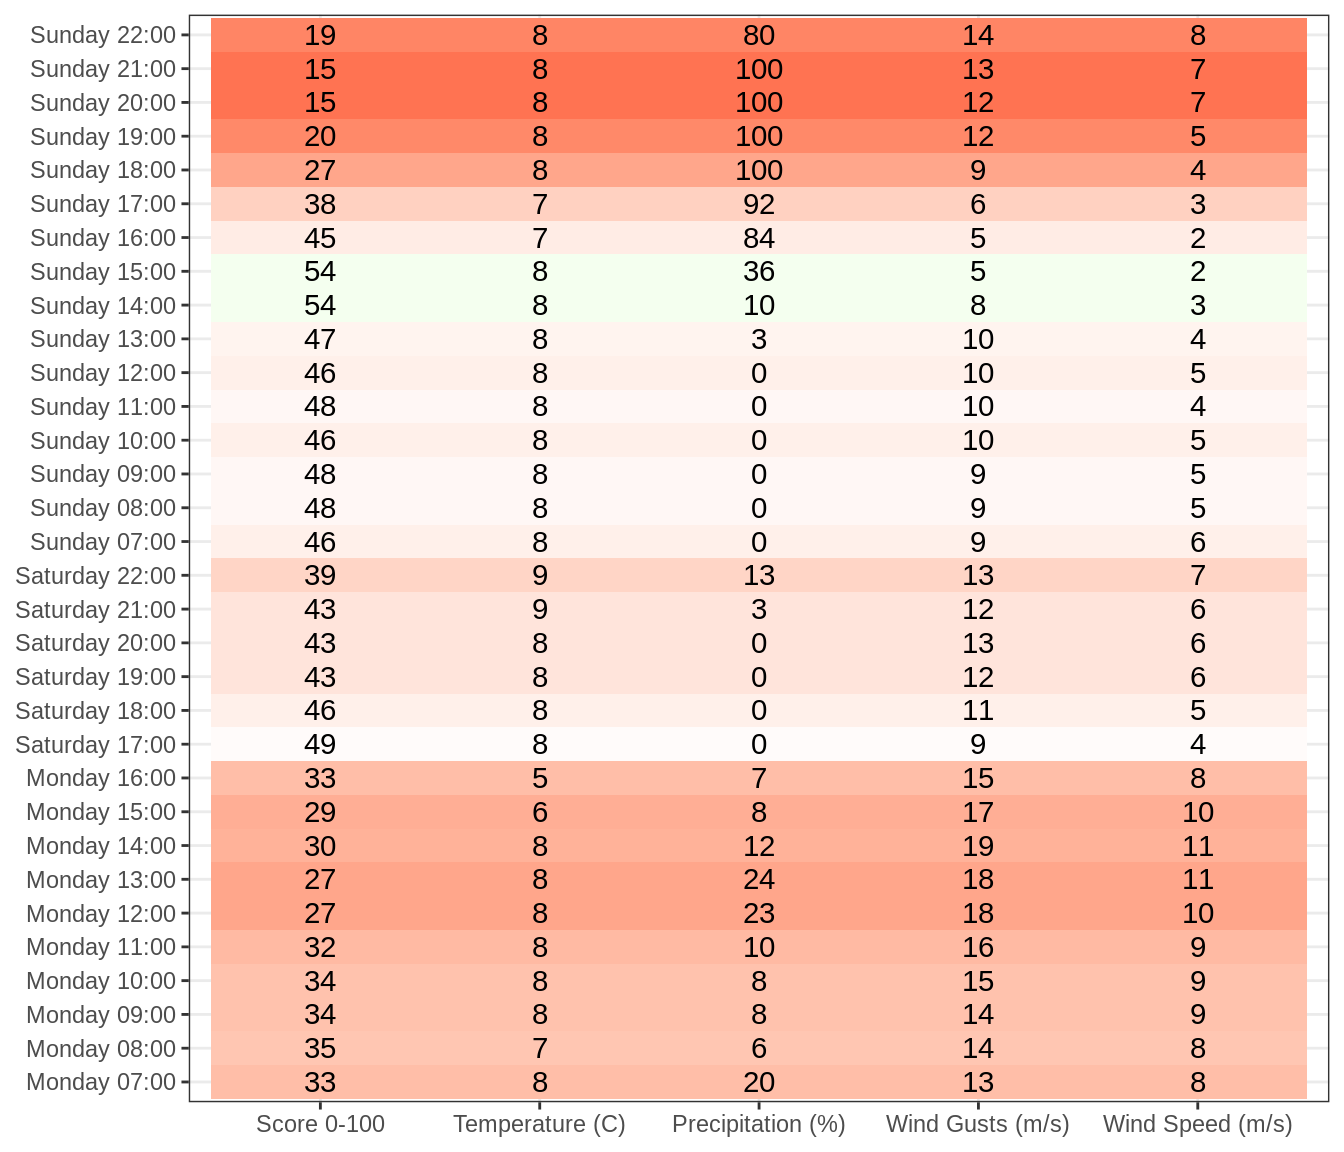 Sunday 22:00 19 8 80 14 8
Sunday 21:00 15 8 100 13 7
Sunday 20:00 15 8 100 12 7
Sunday 19:00 20 8 100 12 5
Sunday 18:00 27 8 100 9 4
Sunday 17:00 38 7 92 6 3
Sunday 16:00 45 7 84 5 2
Sunday 15:00 54 8 36 5 2
Sunday 14:00 54 8 10 8 3
Sunday 13:00 47 8 3 10 4
Sunday 12:00 46 8 0 10 5
Sunday 11:00 48 8 0 10 4
Sunday 10:00 46 8 0 10 5
Sunday 09:00 48 8 0 9 5
Sunday 08:00 48 8 0 9 5
Sunday 07:00 46 8 0 9 6
Saturday 22:00 39 9 13 13 7
Saturday 21:00 43 9 3 12 6
Saturday 20:00 43 8 0 13 6
Saturday 19:00 43 8 0 12 6
Saturday 18:00 46 8 0 11 5
Saturday 17:00 49 8 0 9 4
Monday 16:00 33 5 7 15 8
Monday 15:00 29 6 8 17 10
Monday 14:00 30 8 12 19 11
Monday 13:00 27 8 24 18 11
Monday 12:00 27 8 23 18 10
Monday 11:00 32 8 10 16 9
Monday 10:00 34 8 8 15 9
Monday 09:00 34 8 8 14 9
Monday 08:00 35 7 6 14 8
Monday 07:00 33 8 20 13 8
Score 0-100 Temperature (C) Precipitation (%) Wind Gusts (m/s) Wind Speed (m/s)